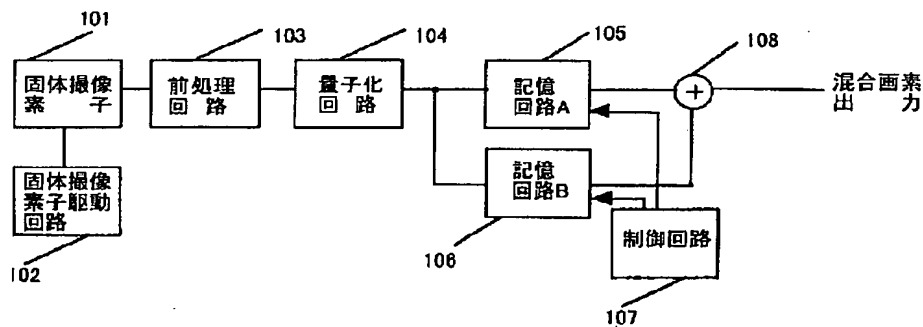 101
103
104
105
108
固体撮像
素 子
前処理
回 路
量子化
回 路
記憶
回路A
+
混合画素
出 力
固体撮像
素子駆動
回路
記憶
回路B
制御回路
102
106
107